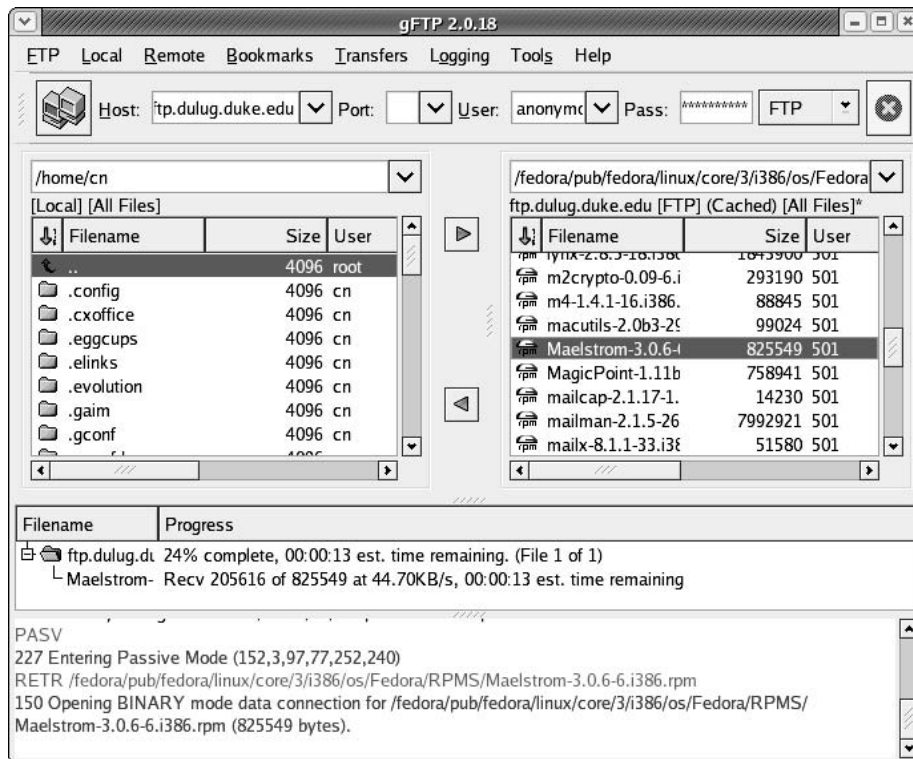 gFTP 2.0.18
FTP Local Remote Bookmarks Transfers Logging Tools Help
Host: tp.dulug.duke.edu Port: User: anonymo Pass: ********** FTP
/home/cn
[Local] [All Files]
Filename Size User
.. 4096 root
.config 4096 cn
.cxoffice 4096 cn
.eggcups 4096 cn
.elinks 4096 cn
.evolution 4096 cn
.gaim 4096 cn
.gconf 4096 cn
/fedora/pub/fedora/linux/core/3/i386/os/Fedora
ftp.dulug.duke.edu [FTP] (Cached) [All Files]*
Filename Size User
lynx-2.8.5-18.i386 501
m2crypto-0.09-6.i 293190 501
m4-1.4.1-16.i386. 88845 501
macutils-2.0b3-29 99024 501
Maelstrom-3.0.6- 825549 501
MagicPoint-1.11b 758941 501
mailcap-2.1.17-1. 14230 501
mailman-2.1.5-26 7992921 501
mailx-8.1.1-33.i38 51580 501
Filename Progress
ftp.dulug.du 24% complete, 00:00:13 est. time remaining. (File 1 of 1)
Maelstrom- Recv 205616 of 825549 at 44.70KB/s, 00:00:13 est. time remaining
PASV
227 Entering Passive Mode (152,3,97,77,252,240)
RETR /fedora/pub/fedora/linux/core/3/i386/os/Fedora/RPMS/Maelstrom-3.0.6-6.i386.rpm
150 Opening BINARY mode data connection for /fedora/pub/fedora/linux/core/3/i386/os/Fedora/RPMS/
Maelstrom-3.0.6-6.i386.rpm (825549 bytes).